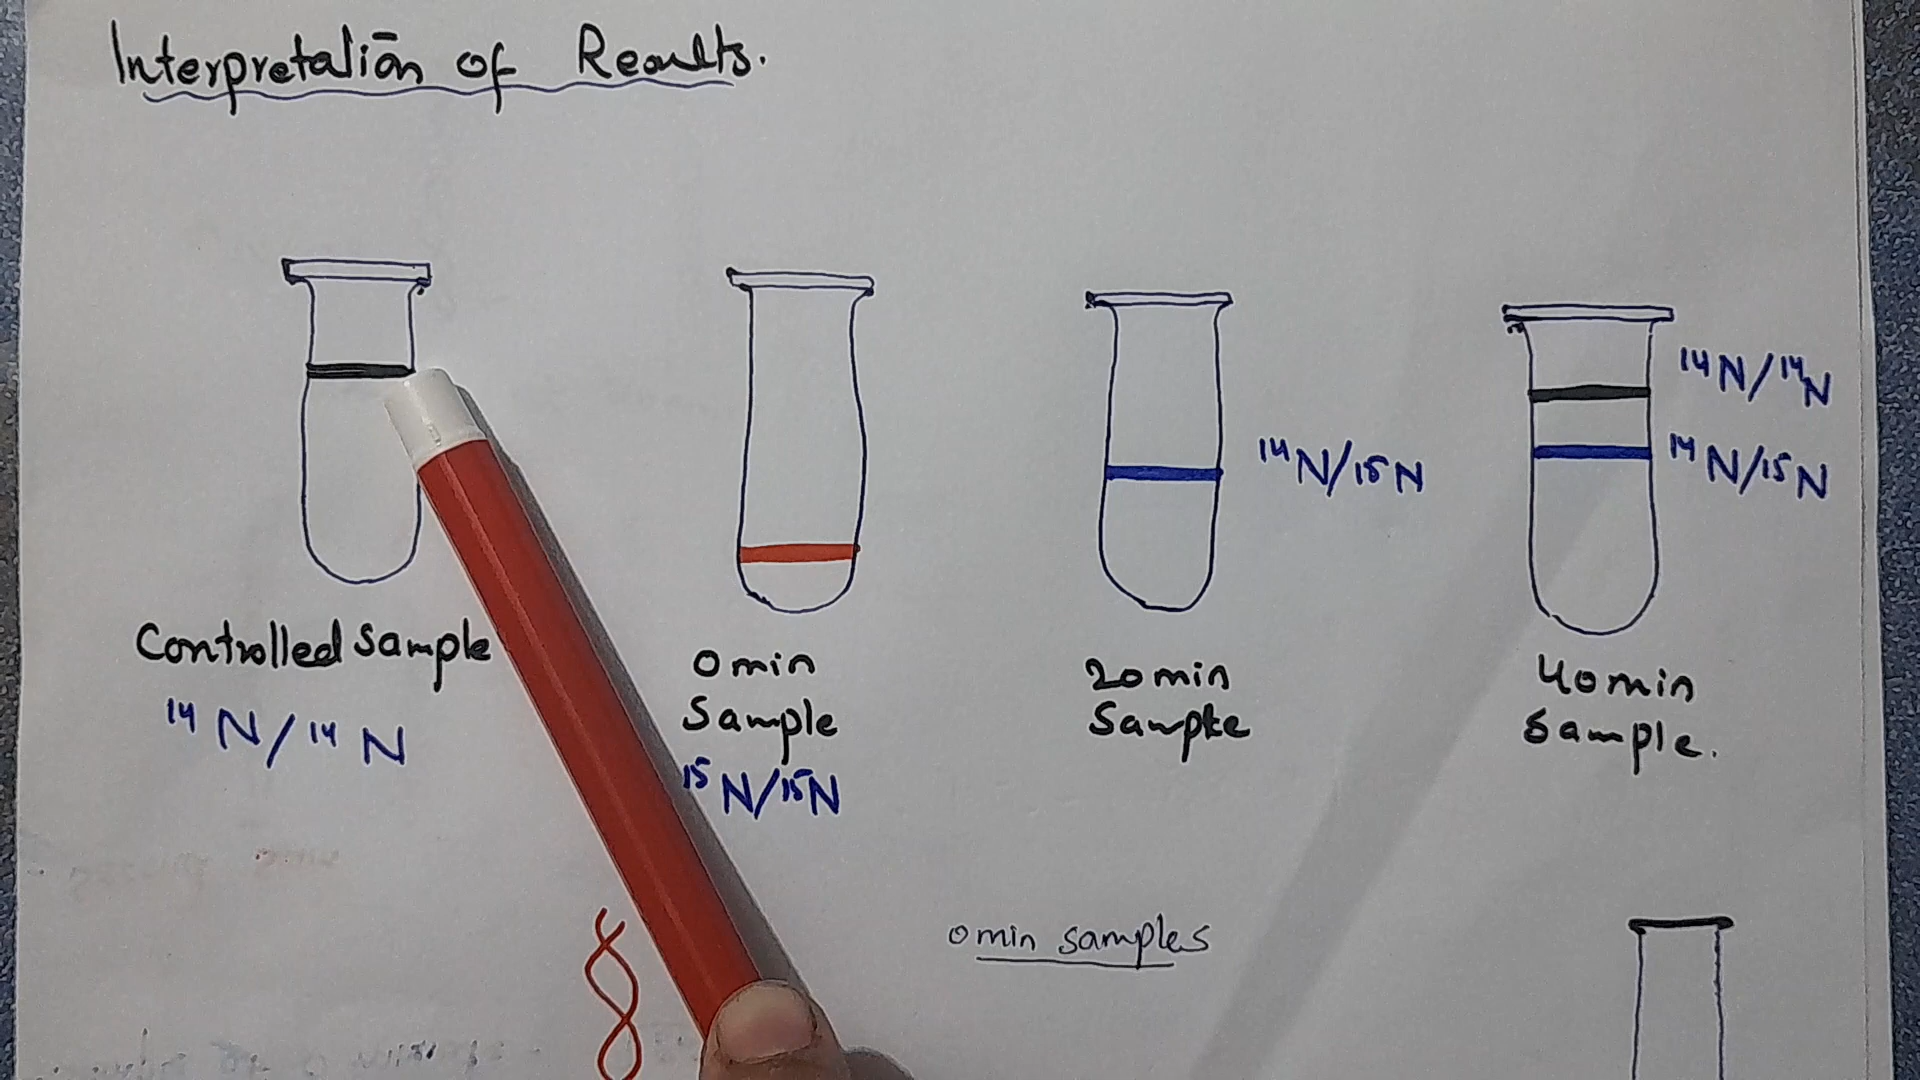 Interpretation of Results.
¹⁴N/¹⁴N
¹⁴N/¹⁵N
¹⁴N/¹⁵N
Controlled Sample
¹⁴N/¹⁴N
0 min
Sample
¹⁵N/¹⁵N
20 min
Sample
40 min
Sample.
0 min samples